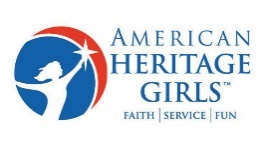 AMERICAN
HERITAGE
GIRLS™
FAITH | SERVICE | FUN